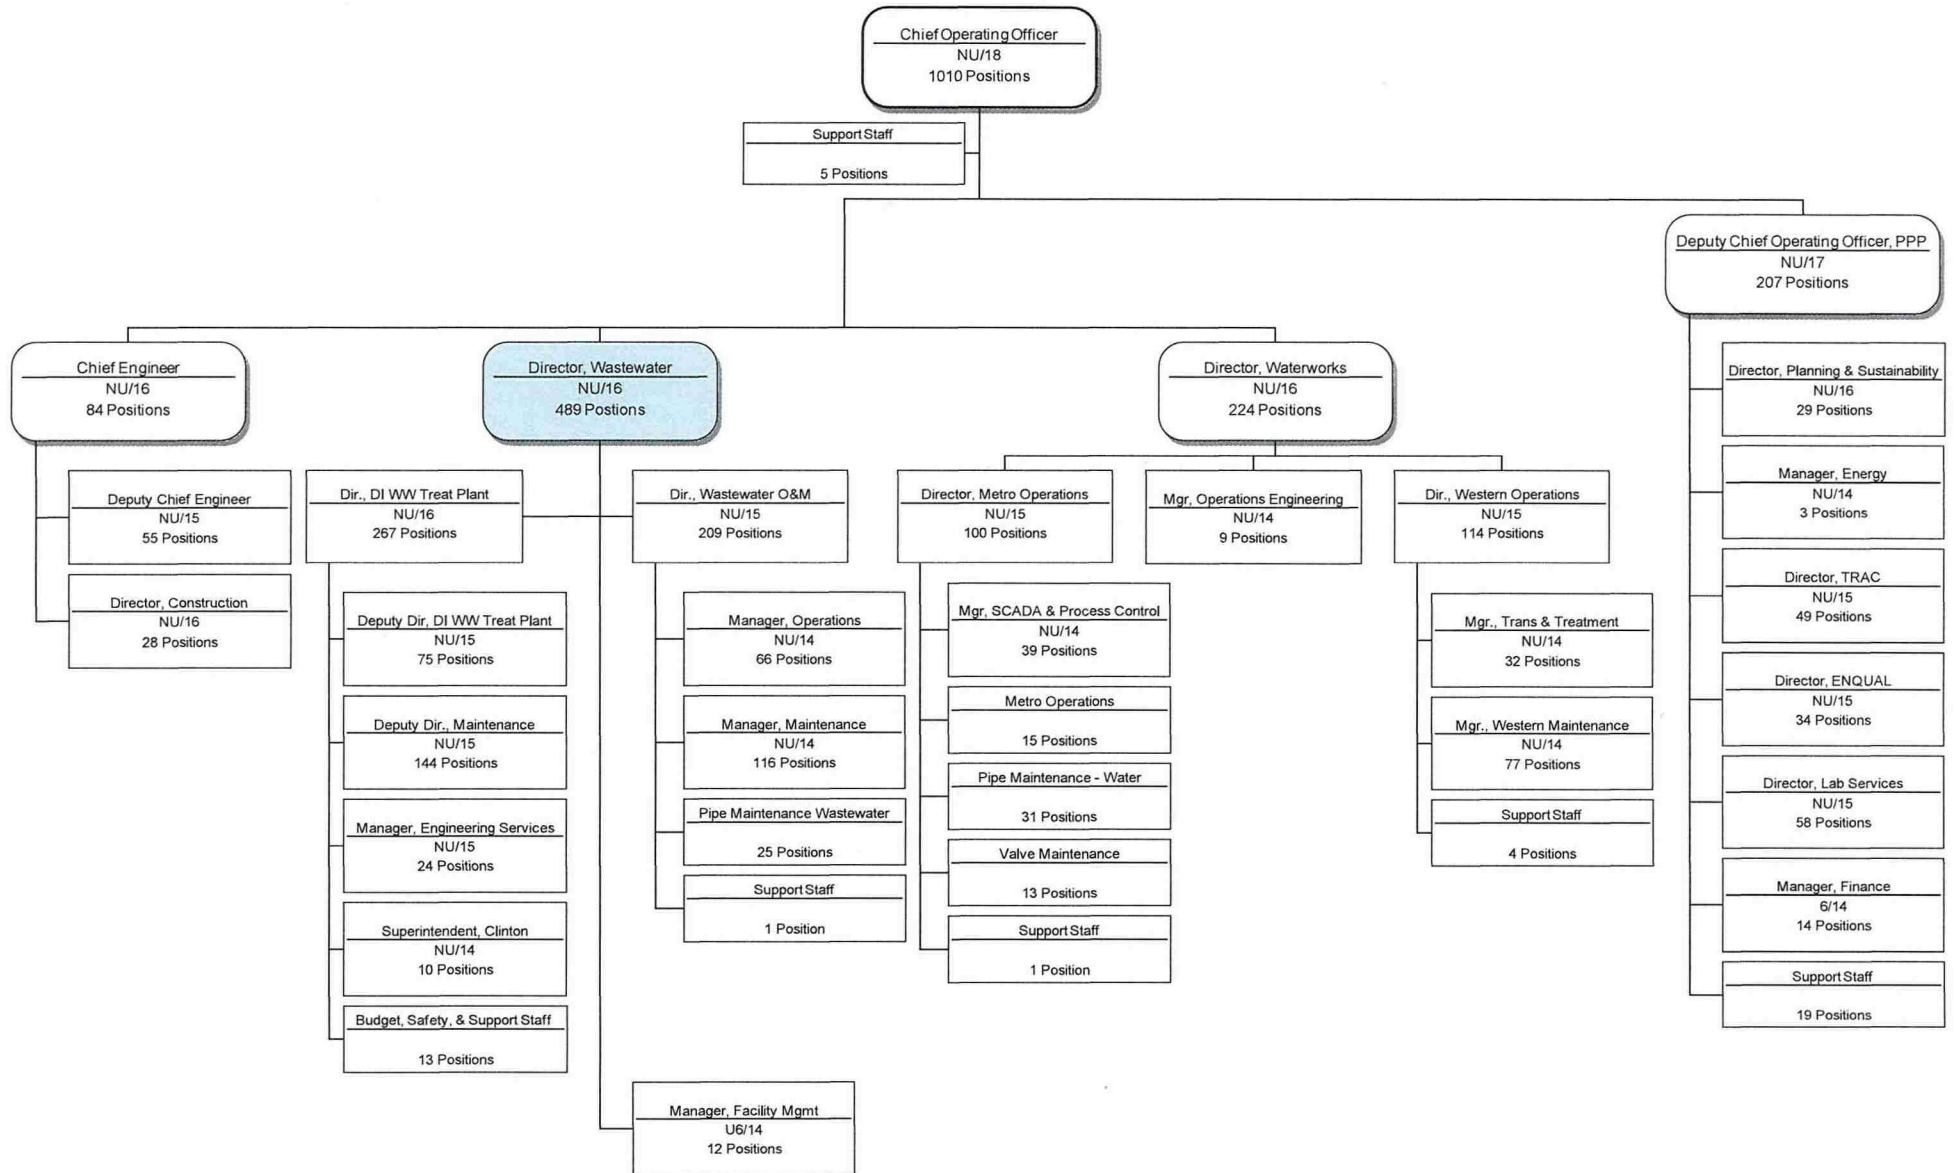 Chief Operating Officer
NU/18
1010 Positions
Support Staff
5 Positions
Deputy Chief Operating Officer, PPP
NU/17
207 Positions
Chief Engineer
NU/16
84 Positions
Director, Wastewater
NU/16
489 Postions
Director, Waterworks
NU/16
224 Positions
Deputy Chief Engineer
NU/15
55 Positions
Director, Construction
NU/16
28 Positions
Dir., DI WW Treat Plant
NU/16
267 Positions
Deputy Dir, DI WW Treat Plant
NU/15
75 Positions
Deputy Dir., Maintenance
NU/15
144 Positions
Manager, Engineering Services
NU/15
24 Positions
Superintendent, Clinton
NU/14
10 Positions
Budget, Safety, & Support Staff
13 Positions
Dir., Wastewater O&M
NU/15
209 Positions
Manager, Operations
NU/14
66 Positions
Manager, Maintenance
NU/14
116 Positions
Pipe Maintenance Wastewater
25 Positions
Support Staff
1 Position
Manager, Facility Mgmt
U6/14
12 Positions
Director, Metro Operations
NU/15
100 Positions
Mgr, SCADA & Process Control
NU/14
39 Positions
Metro Operations
15 Positions
Pipe Maintenance - Water
31 Positions
Valve Maintenance
13 Positions
Support Staff
1 Position
Mgr, Operations Engineering
NU/14
9 Positions
Dir., Western Operations
NU/15
114 Positions
Mgr., Trans & Treatment
NU/14
32 Positions
Mgr., Western Maintenance
NU/14
77 Positions
Support Staff
4 Positions
Director, Planning & Sustainability
NU/16
29 Positions
Manager, Energy
NU/14
3 Positions
Director, TRAC
NU/15
49 Positions
Director, ENQUAL
NU/15
34 Positions
Director, Lab Services
NU/15
58 Positions
Manager, Finance
6/14
14 Positions
Support Staff
19 Positions